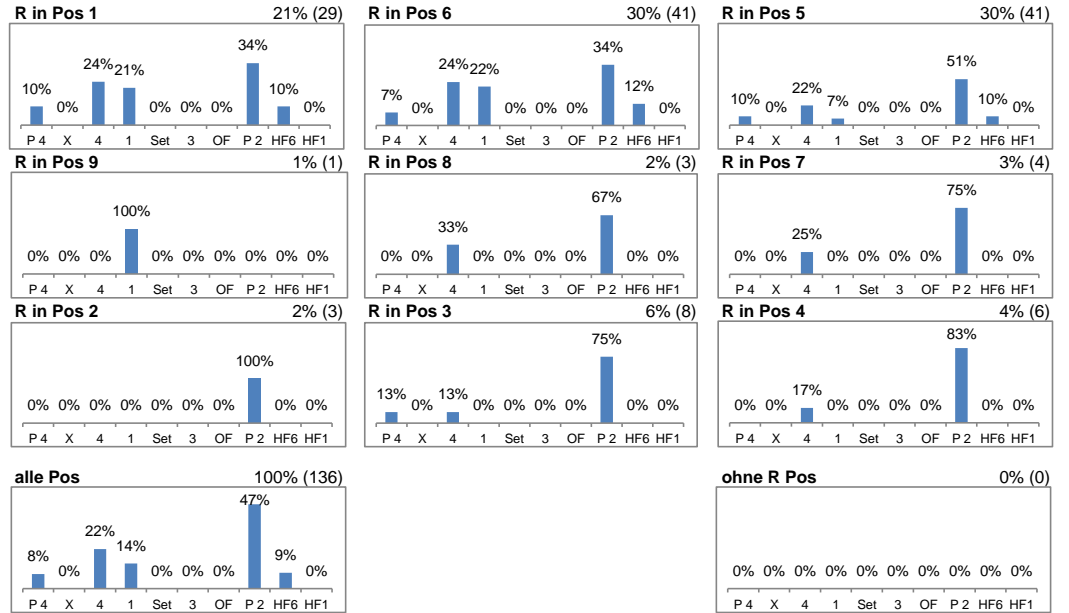 R in Pos 1 21% (29)
34%
24% 21%
10% 10%
0% 0% 0% 0% 0%
P 4 X 4 1 Set 3 OF P 2 HF6 HF1
R in Pos 6 30% (41)
34%
24% 22%
12%
7% 0% 0% 0% 0% 0%
P 4 X 4 1 Set 3 OF P 2 HF6 HF1
R in Pos 5 30% (41)
51%
22%
10% 7% 10%
0% 0% 0% 0% 0%
P 4 X 4 1 Set 3 OF P 2 HF6 HF1
R in Pos 9 1% (1)
100%
0% 0% 0% 0% 0% 0% 0% 0% 0%
P 4 X 4 1 Set 3 OF P 2 HF6 HF1
R in Pos 8 2% (3)
67%
33%
0% 0% 0% 0% 0% 0% 0% 0%
P 4 X 4 1 Set 3 OF P 2 HF6 HF1
R in Pos 7 3% (4)
75%
25%
0% 0% 0% 0% 0% 0% 0% 0%
P 4 X 4 1 Set 3 OF P 2 HF6 HF1
R in Pos 2 2% (3)
100%
0% 0% 0% 0% 0% 0% 0% 0% 0%
P 4 X 4 1 Set 3 OF P 2 HF6 HF1
R in Pos 3 6% (8)
75%
13% 13%
0% 0% 0% 0% 0% 0% 0%
P 4 X 4 1 Set 3 OF P 2 HF6 HF1
R in Pos 4 4% (6)
83%
17%
0% 0% 0% 0% 0% 0% 0% 0%
P 4 X 4 1 Set 3 OF P 2 HF6 HF1
alle Pos 100% (136)
47%
22%
14%
8% 9%
0% 0% 0% 0% 0%
P 4 X 4 1 Set 3 OF P 2 HF6 HF1
ohne R Pos 0% (0)
0% 0% 0% 0% 0% 0% 0% 0% 0% 0%
P 4 X 4 1 Set 3 OF P 2 HF6 HF1